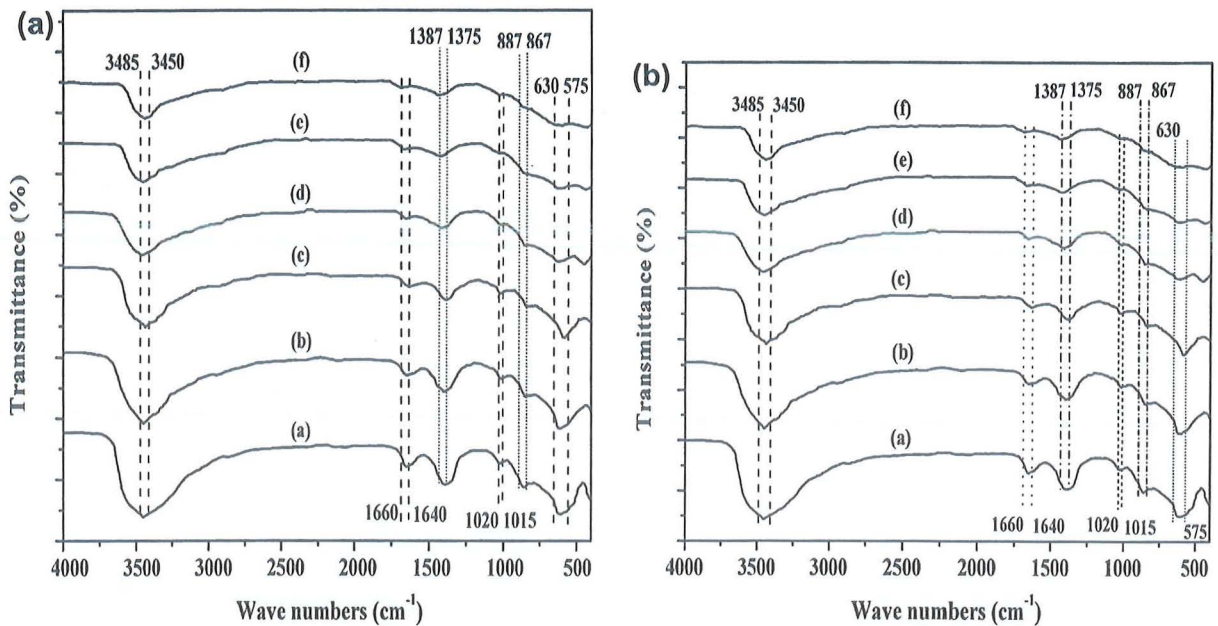 (a)
1387 1375 887 867
3485 3450
(f)
630 575
(e)
(d)
(c)
(b)
(a)
1660 1640 1020 1015
4000 3500 3000 2500 2000 1500 1000 500
Wave numbers (cm⁻¹)
Transmittance (%)
(b)
1387 1375 887 867
3485 3450
(f)
630
(e)
(d)
(c)
(b)
(a)
1660 1640 1020 1015 575
4000 3500 3000 2500 2000 1500 1000 500
Wave numbers (cm⁻¹)
Transmittance (%)